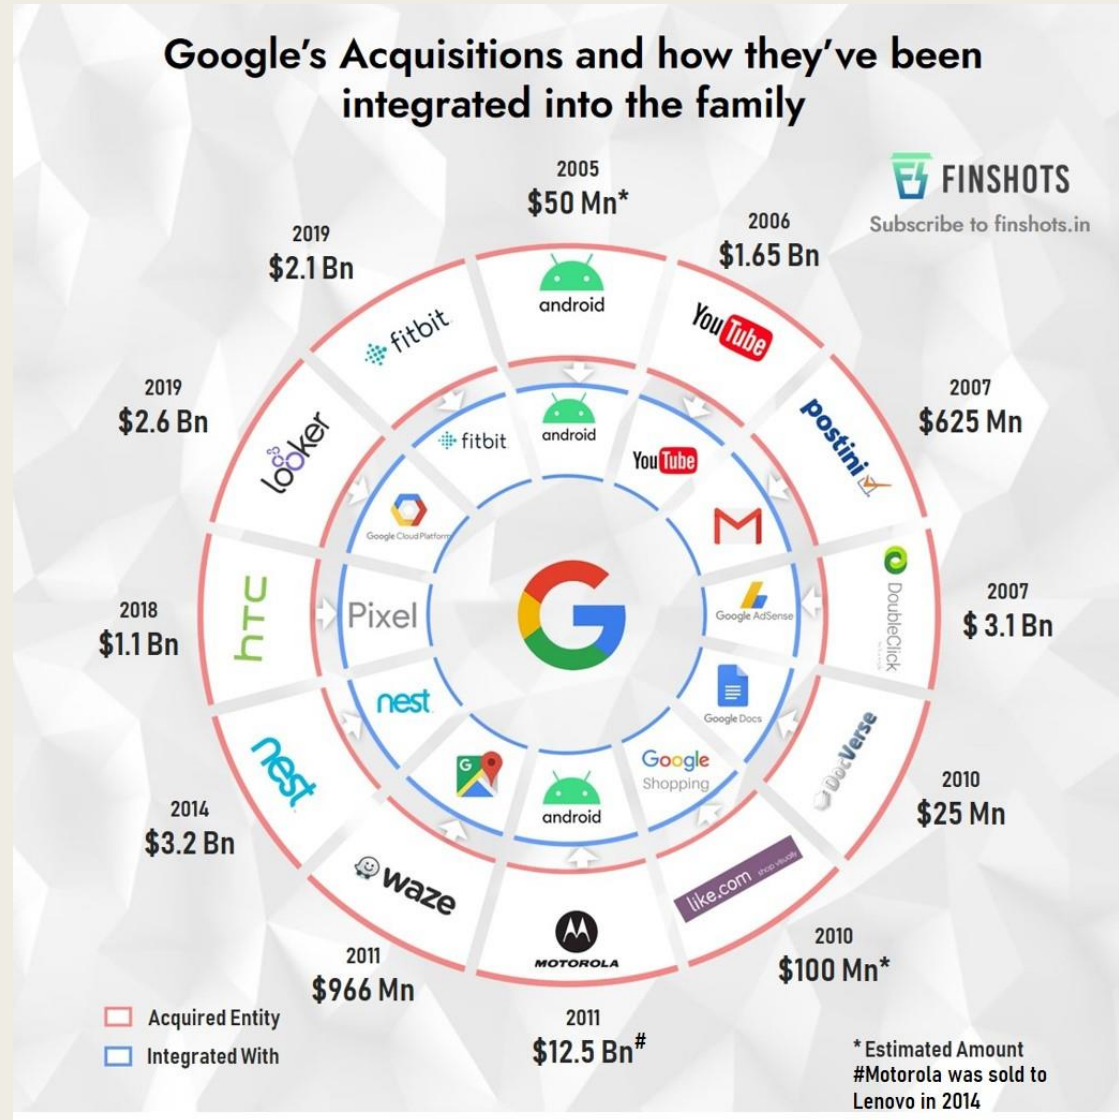 Google's Acquisitions and how they've been
integrated into the family
FINSHOTS
Subscribe to finshots.in
2005
$50 Mn*
android
android
2006
$1.65 Bn
YouTube
YouTube
2007
$625 Mn
postini
2007
$ 3.1 Bn
DoubleClick
Google AdSense
2010
$25 Mn
DocVerse
Google Docs
2010
$100 Mn*
like.com shop visually
Google
Shopping
2011
$12.5 Bn#
MOTOROLA
android
2011
$966 Mn
waze
G
2014
$3.2 Bn
nest
nest
2018
$1.1 Bn
hTC
Pixel
2019
$2.6 Bn
looker
Google Cloud Platform
2019
$2.1 Bn
fitbit
fitbit
G
Acquired Entity
Integrated With
* Estimated Amount
#Motorola was sold to
Lenovo in 2014